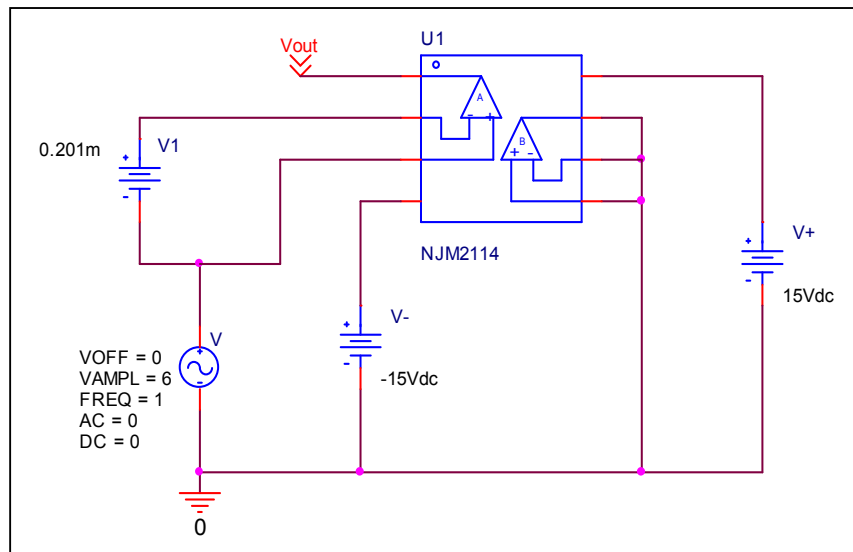 U1
Vout
A
- +
B
+ -
+
V1
0.201m
-
NJM2114
V+
+
-
15Vdc
V-
+
-
-15Vdc
V
+
-
VOFF = 0
VAMPL = 6
FREQ = 1
AC = 0
DC = 0
0